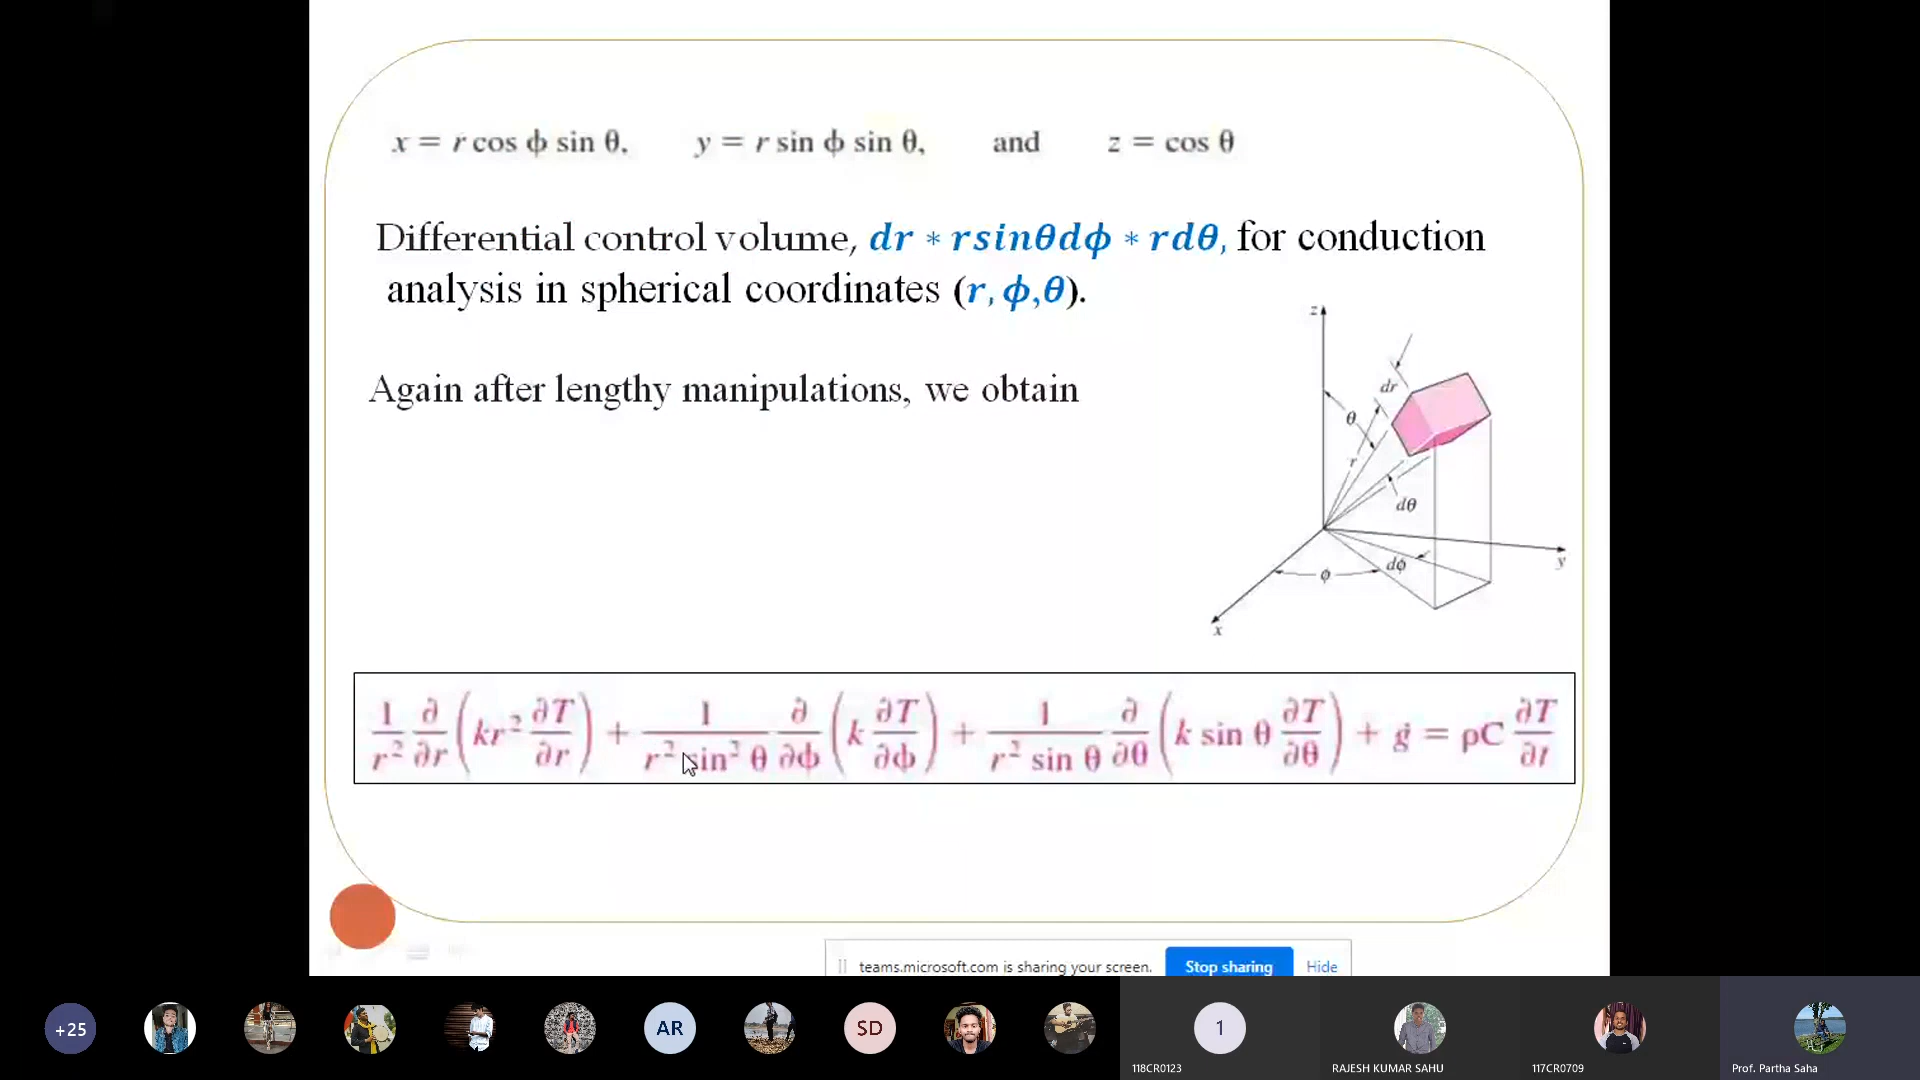 x = r cos ϕ sin θ, y = r sin ϕ sin θ, and z = cos θ
Differential control volume, dr ∗ rsinθdϕ ∗ rdθ, for conduction
analysis in spherical coordinates (r, ϕ,θ).
Again after lengthy manipulations, we obtain
z
dr
θ
r
dθ
y
dϕ
ϕ
x
1/r² ∂/∂r (kr² ∂T/∂r) + 1/(r² sin² θ) ∂/∂ϕ (k ∂T/∂ϕ) + 1/(r² sin θ) ∂/∂θ (k sin θ ∂T/∂θ) + ġ = ρC ∂T/∂t
teams.microsoft.com is sharing your screen. Stop sharing Hide
+25 AR SD 1
118CR0123 RAJESH KUMAR SAHU 117CR0709 Prof. Partha Saha